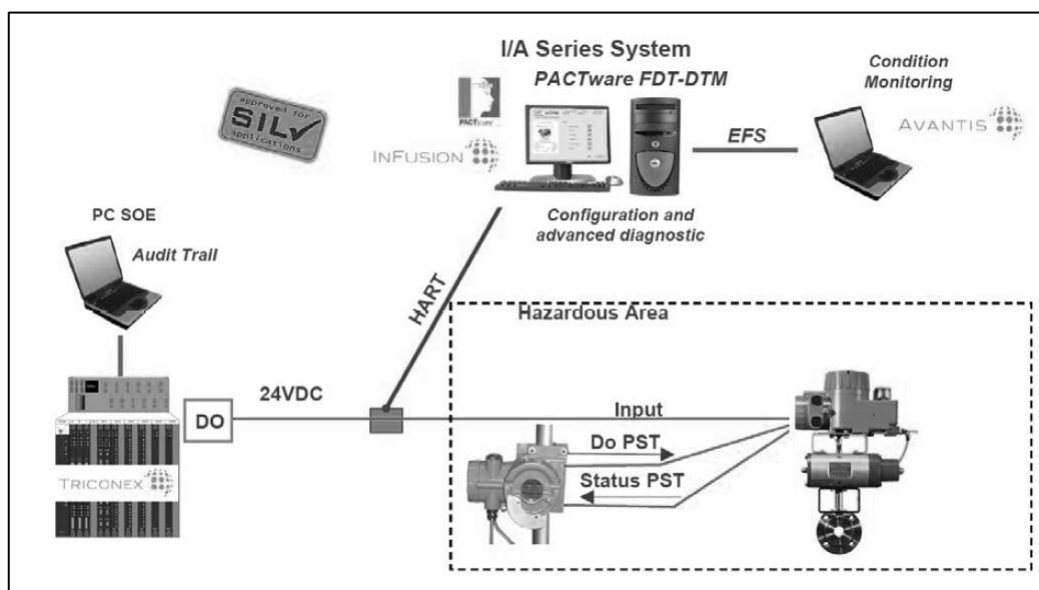 I/A Series System
PACTware FDT-DTM
Condition
Monitoring
approved for
SIL
applications
PACTware
INFUSION
EFS
AVANTIS
PC SOE
Configuration and
advanced diagnostic
Audit Trail
HART
Hazardous Area
24VDC
DO
Input
Do PST
Status PST
TRICONEX